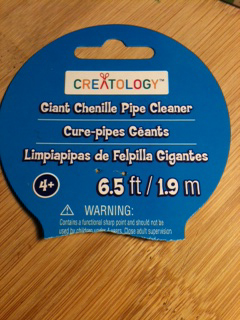 CREATOLOGY™
Giant Chenille Pipe Cleaner
Cure-pipes Géants
Limpiapipas de Felpilla Gigantes
4+
6.5 ft / 1.9 m
⚠ WARNING:
Contains a functional sharp point and should not be
used by children under 4 years. Close adult supervision